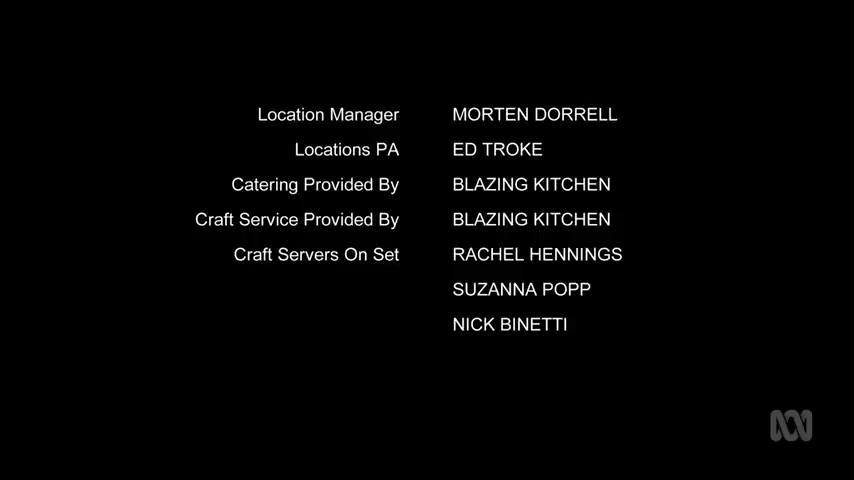 Location Manager MORTEN DORRELL
Locations PA ED TROKE
Catering Provided By BLAZING KITCHEN
Craft Service Provided By BLAZING KITCHEN
Craft Servers On Set RACHEL HENNINGS
SUZANNA POPP
NICK BINETTI